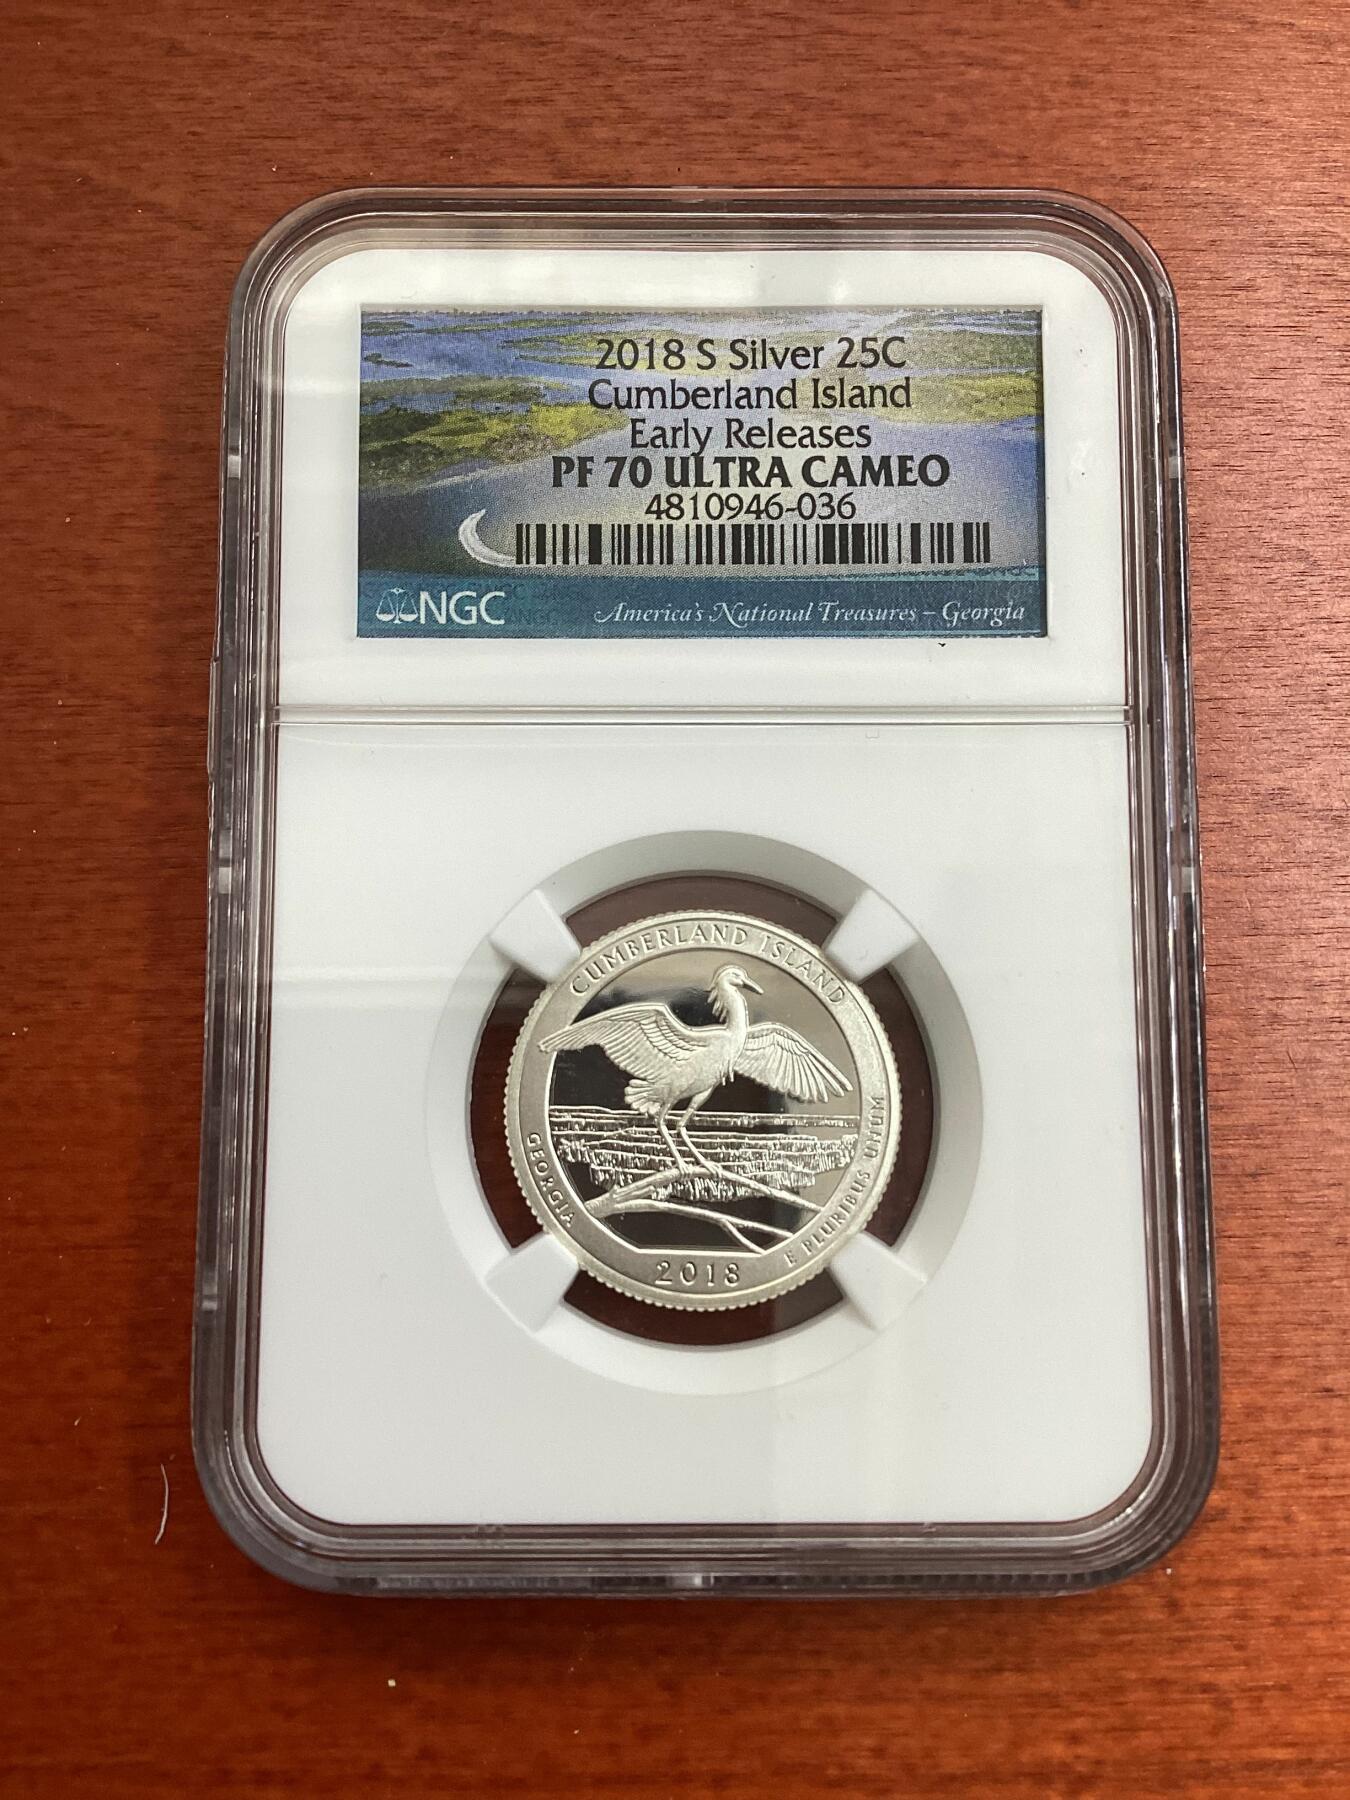 2018 S Silver 25C
Cumberland Island
Early Releases
PF 70 ULTRA CAMEO
4810946-036
NGC
America's National Treasures – Georgia
CUMBERLAND ISLAND
GEORGIA
E PLURIBUS UNUM
2018